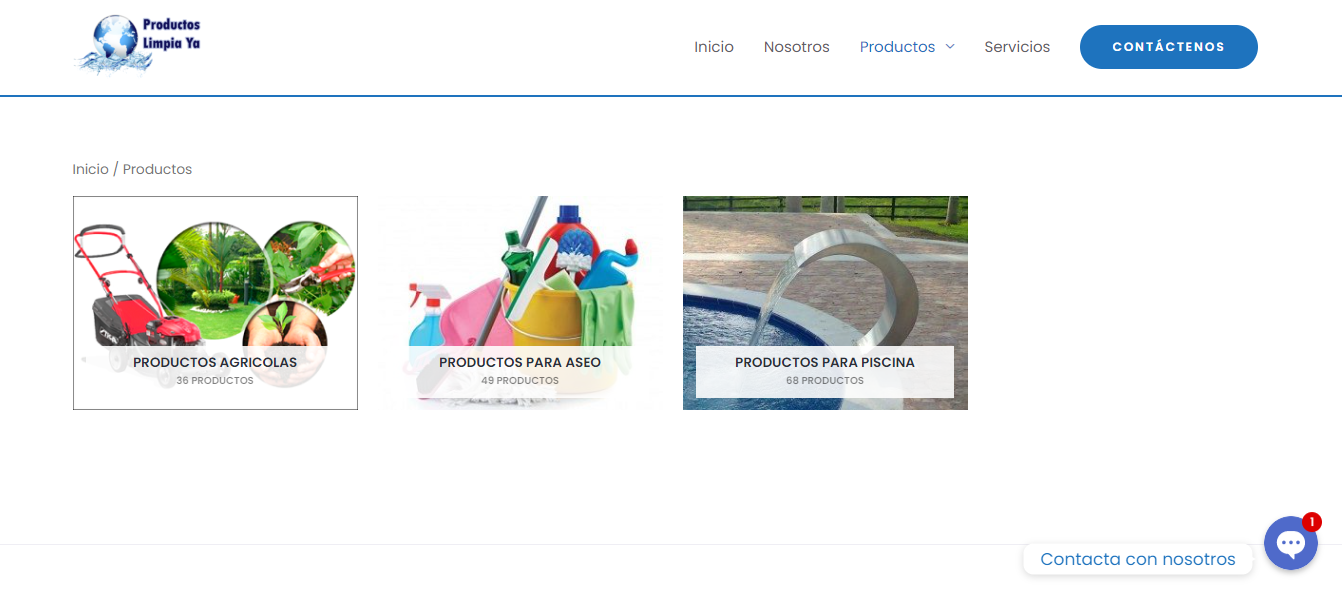 Productos
Limpia Ya
Inicio
Nosotros
Productos
Servicios
CONTÁCTENOS
Inicio / Productos
PRODUCTOS AGRICOLAS
36 PRODUCTOS
PRODUCTOS PARA ASEO
49 PRODUCTOS
PRODUCTOS PARA PISCINA
68 PRODUCTOS
1
Contacta con nosotros